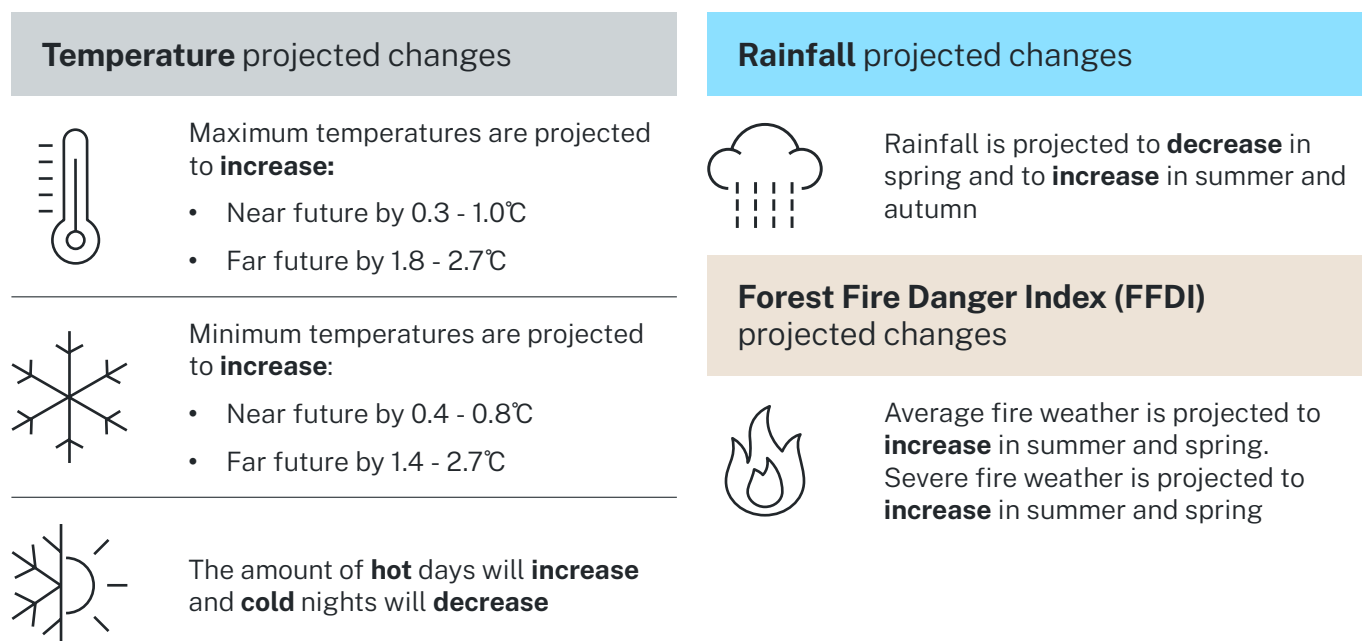 Temperature projected changes
Maximum temperatures are projected
to increase:
• Near future by 0.3 - 1.0℃
• Far future by 1.8 - 2.7℃
Minimum temperatures are projected
to increase:
• Near future by 0.4 - 0.8℃
• Far future by 1.4 - 2.7℃
The amount of hot days will increase
and cold nights will decrease
Rainfall projected changes
Rainfall is projected to decrease in
spring and to increase in summer and
autumn
Forest Fire Danger Index (FFDI)
projected changes
Average fire weather is projected to
increase in summer and spring.
Severe fire weather is projected to
increase in summer and spring